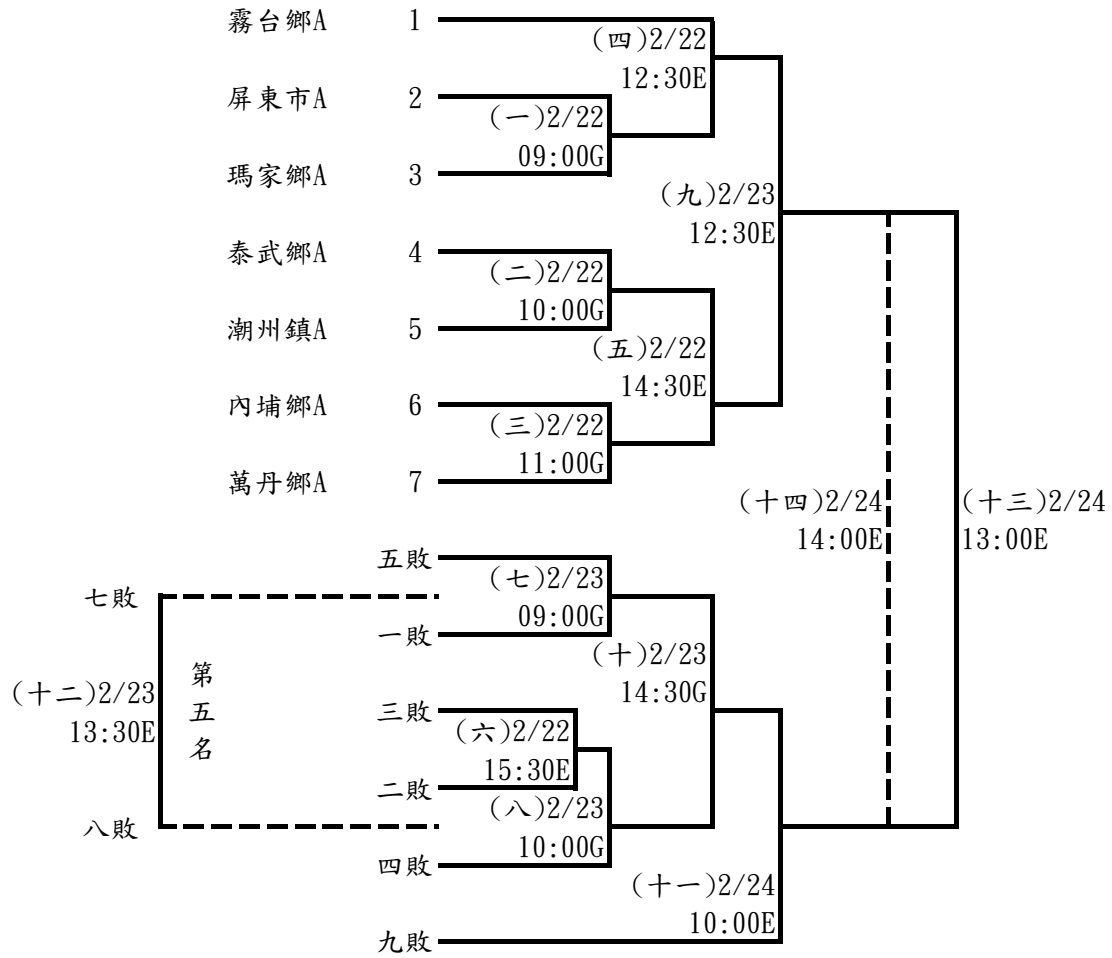 霧台鄉A 1
(四)2/22
12:30E
屏東市A 2
(一)2/22
09:00G
瑪家鄉A 3
(九)2/23
12:30E
泰武鄉A 4
(二)2/22
10:00G
潮州鎮A 5
(五)2/22
14:30E
內埔鄉A 6
(三)2/22
11:00G
萬丹鄉A 7
(十四)2/24
14:00E
(十三)2/24
13:00E
五敗
(七)2/23
09:00G
七敗
一敗
(十)2/23
14:30G
第
五
名
(十二)2/23
13:30E
三敗
(六)2/22
15:30E
二敗
(八)2/23
10:00G
八敗
四敗
(十一)2/24
10:00E
九敗